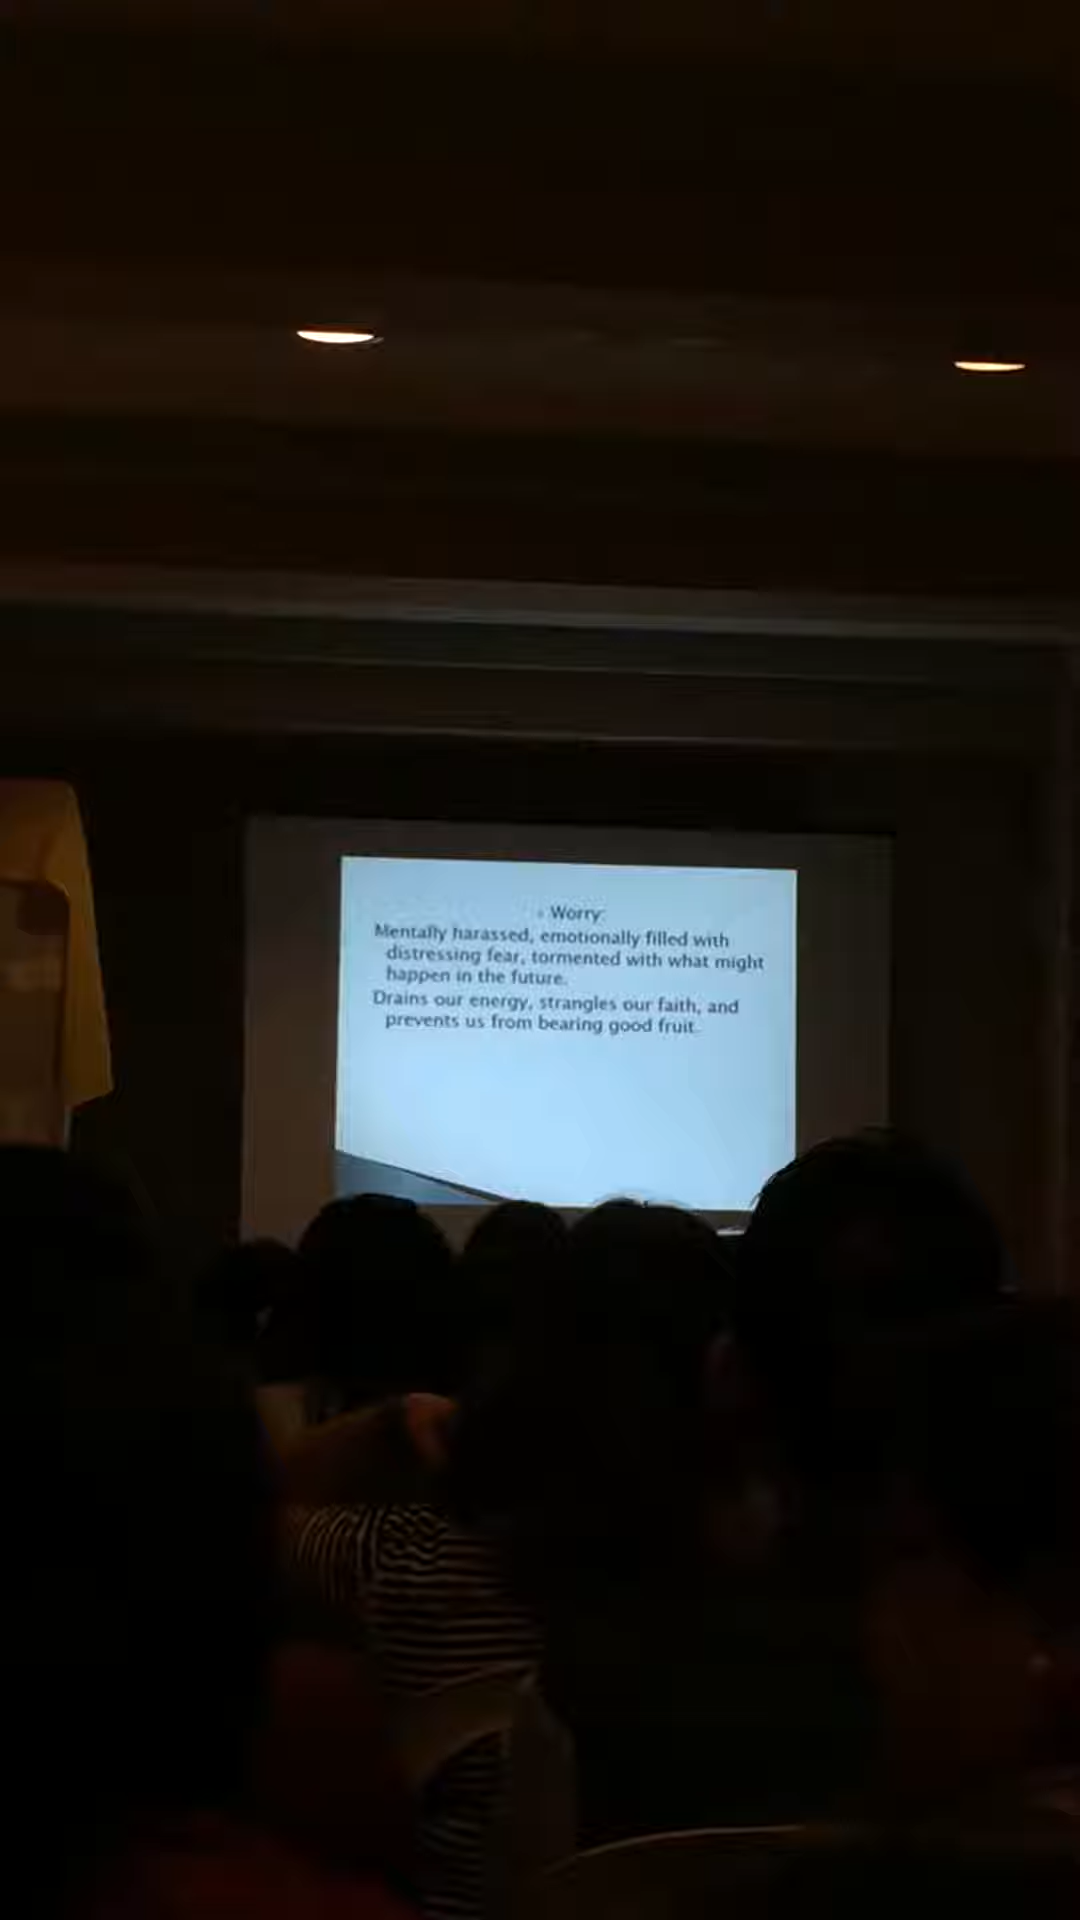 Worry:
Mentally harassed, emotionally filled with
distressing fear, tormented with what might
happen in the future.
Drains our energy, strangles our faith, and
prevents us from bearing good fruit.